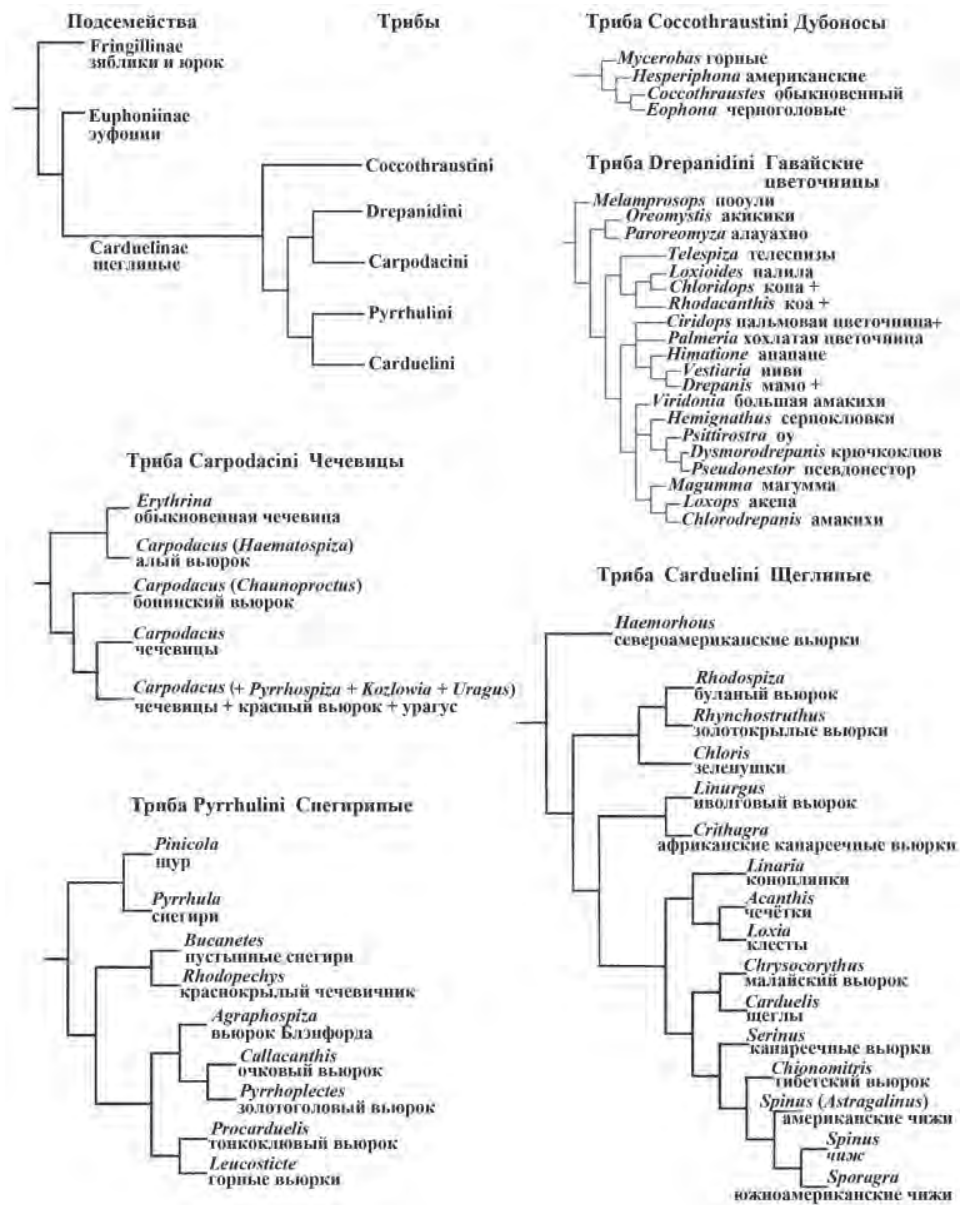 Подсемейства
Трибы
Fringillinae
зяблики и юрок
Euphoniinae
эуфонии
Carduelinae
щеглиные
Coccothraustini
Drepanidini
Carpodacini
Pyrrhulini
Carduelini
Триба Carpodacini Чечевицы
Erythrina
обыкновенная чечевица
Carpodacus (Haematospiza)
алый вьюрок
Carpodacus (Chaunoproctus)
бонинский вьюрок
Carpodacus
чечевицы
Carpodacus (+ Pyrrhospiza + Kozlowia + Uragus)
чечевицы + красный вьюрок + урагус
Триба Pyrrhulini Снегириные
Pinicola
щур
Pyrrhula
снегири
Bucanetes
пустынные снегири
Rhodopechys
краснокрылый чечевичник
Agraphospiza
вьюрок Блэнфорда
Callacanthis
очковый вьюрок
Pyrrhoplectes
золотоголовый вьюрок
Procarduelis
тонкоклювый вьюрок
Leucosticte
горные вьюрки
Триба Coccothraustini Дубоносы
Mycerobas горные
Hesperiphona американские
Coccothraustes обыкновенный
Eophona черноголовые
Триба Drepanidini Гавайские
цветочницы
Melamprosops пооули
Oreomystis акикики
Paroreomyza алауахио
Telespiza телеспизы
Loxioides палила
Chloridops кона +
Rhodacanthis коа +
Ciridops пальмовая цветочница+
Palmeria хохлатая цветочница
Himatione апапане
Vestiaria ииви
Drepanis мамо +
Viridonia большая амакихи
Hemignathus серпоклювки
Psittirostra оу
Dysmorodrepanis крючкоклюв
Pseudonestor псевдонестор
Magumma магумма
Loxops акепа
Chlorodrepanis амакихи
Триба Carduelini Щеглиные
Haemorhous
североамериканские вьюрки
Rhodospiza
буланый вьюрок
Rhynchostruthus
золотокрылые вьюрки
Chloris
зеленушки
Linurgus
иволговый вьюрок
Crithagra
африканские канареечные вьюрки
Linaria
коноплянки
Acanthis
чечётки
Loxia
клесты
Chrysocorythus
малайский вьюрок
Carduelis
щеглы
Serinus
канареечные вьюрки
Chionomitris
тибетский вьюрок
Spinus (Astragalinus)
американские чижи
Spinus
чиж
Sporagra
южноамериканские чижи